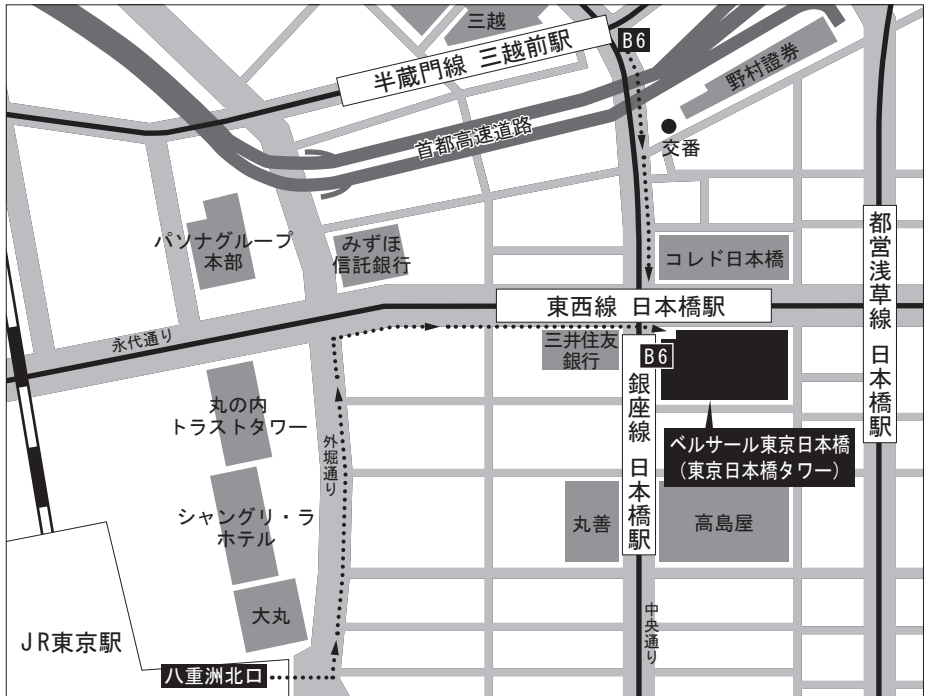 三越
B6
半蔵門線 三越前駅
野村證券
首都高速道路
交番
パソナグループ
本部
みずほ
信託銀行
コレド日本橋
都営浅草線 日本橋駅
東西線 日本橋駅
永代通り
三井住友
銀行
B6
銀座線 日本橋駅
丸の内
トラストタワー
外堀通り
ベルサール東京日本橋
(東京日本橋タワー)
シャングリ・ラ
ホテル
丸善
高島屋
大丸
中央通り
JR東京駅
八重洲北口